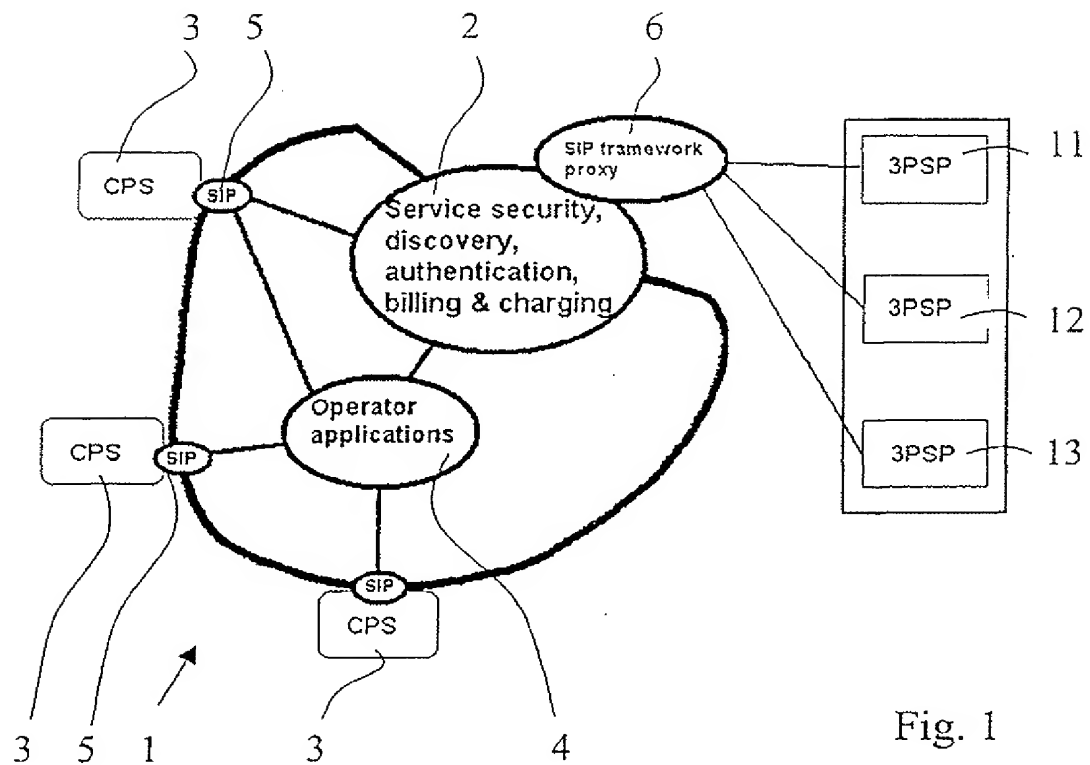 3
5
2
6
CPS
SIP
SIP framework
proxy
3PSP
11
Service security,
discovery,
authentication,
billing & charging
3PSP
12
Operator
applications
CPS
SIP
3PSP
13
SIP
CPS
3
5
1
3
4
Fig. 1